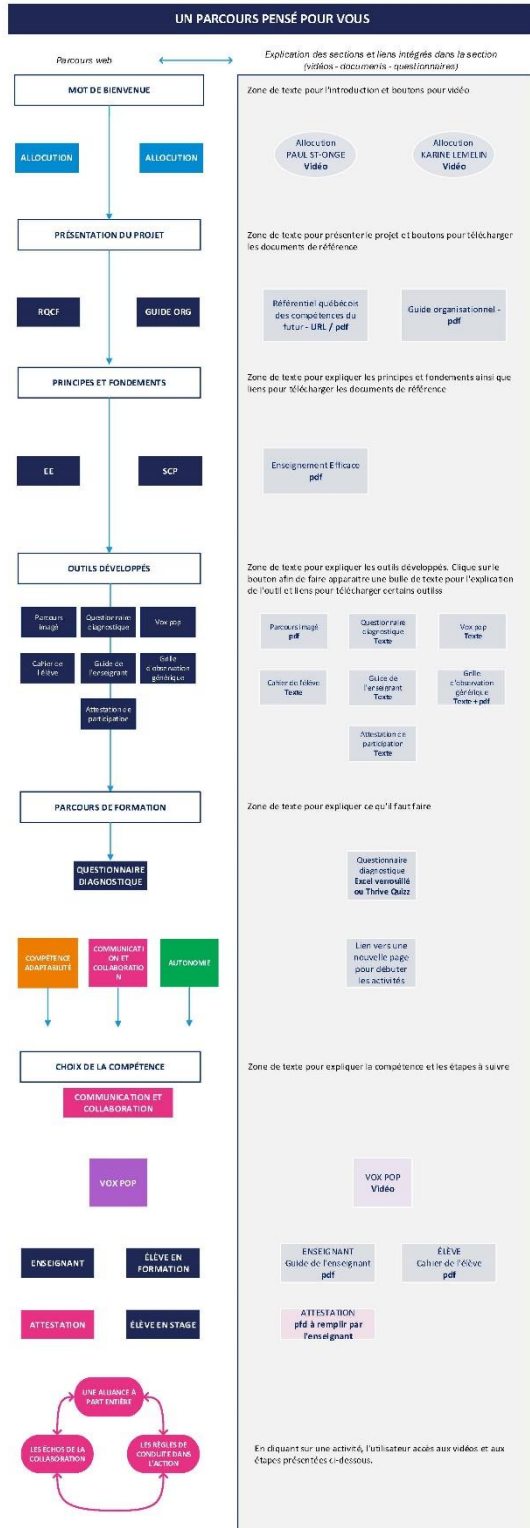 UN PARCOURS PENSÉ POUR VOUS
Parcours web
Explication des sections et liens intégrés dans la section
(vidéos - documents - questionnaires)
MOT DE BIENVENUE
Zone de texte pour l'introduction et boutons pour vidéo
ALLOCUTION
ALLOCUTION
Allocution
PAUL ST-ONGE
Vidéo
Allocution
KARINE LEMELIN
Vidéo
PRÉSENTATION DU PROJET
Zone de texte pour présenter le projet et boutons pour télécharger
les documents de référence
RQCF
GUIDE ORG
Référentiel québécois
des compétences du
futur - URL / pdf
Guide organisationnel -
pdf
PRINCIPES ET FONDEMENTS
Zone de texte pour expliquer les principes et fondements ainsi que
liens pour télécharger les documents de référence
EE
SCP
Enseignement Efficace
pdf
OUTILS DÉVELOPPÉS
Zone de texte pour expliquer les outils développés. Clique sur le
bouton afin de faire apparaitre une bulle de texte pour l'explication
de l'outil et liens pour télécharger certains outilss
Parcours
imagé
Questionnaire
diagnostique
Vox pop
Cahier de
l'élève
Guide de
l'enseignant
Grille
d'observation
générique
Attestation de
participation
Parcours imagé
pdf
Questionnaire
diagnostique
Texte
Vox pop
Texte
Cahier de l'élève
Texte
Guide de
l'enseignant
Texte
Grille
d'observation
générique
Texte + pdf
Attestation de
participation
Texte
PARCOURS DE FORMATION
Zone de texte pour expliquer ce qu'il faut faire
QUESTIONNAIRE
DIAGNOSTIQUE
Questionnaire
diagnostique
Excel verrouillé
ou Thrive Quizz
COMPÉTENCE
ADAPTABILITÉ
COMMUNICATI
ON ET
COLLABORATIO
N
AUTONOMIE
Lien vers une
nouvelle page
pour débuter
les activités
CHOIX DE LA COMPÉTENCE
Zone de texte pour expliquer la compétence et les étapes à suivre
COMMUNICATION ET
COLLABORATION
VOX POP
VOX POP
Vidéo
ENSEIGNANT
ÉLÈVE EN
FORMATION
ENSEIGNANT
Guide de l'enseignant
pdf
ÉLÈVE
Cahier de l'élève
pdf
ATTESTATION
ÉLÈVE EN STAGE
ATTESTATION
pfd à remplir par
l'enseignant
UNE ALLIANCE À
PART ENTIÈRE
LES ÉCHOS DE LA
COLLABORATION
LES RÈGLES DE
CONDUITE DANS
L'ACTION
En cliquant sur une activité, l'utilisateur accès aux vidéos et aux
étapes présentées ci-dessous.